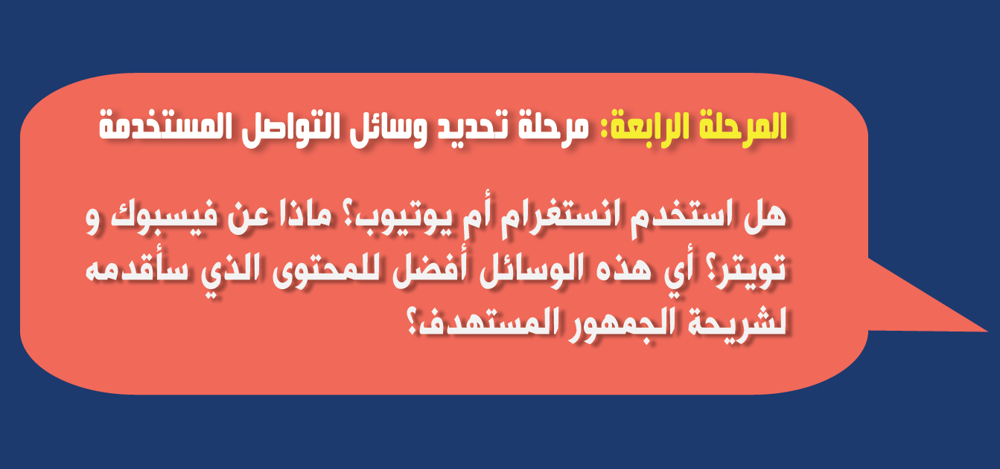 المرحلة الرابعة: مرحلة تحديد وسائل التواصل المستخدمة
هل استخدم انستغرام أم يوتيوب؟ ماذا عن فيسبوك و
تويتر؟ أي هذه الوسائل أفضل للمحتوى الذي سأقدمه
لشريحة الجمهور المستهدف؟